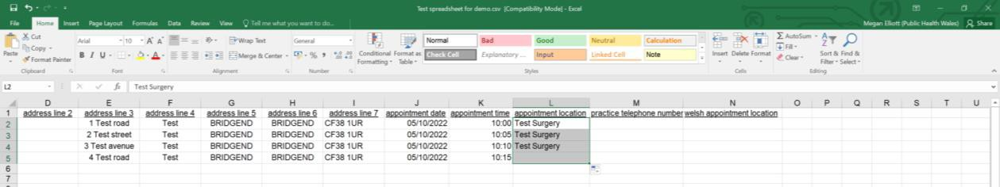 Test spreadsheet for demo.csv [Compatibility Mode] - Excel
File Home Insert Page Layout Formulas Data Review View Tell me what you want to do... Megan Elliott (Public Health Wales) Share
Cut
Copy
Format Painter
Paste
Clipboard
Arial 10 A A
B I U A
Font
Wrap Text
Merge & Center
Alignment
General
% , .0 .00 .00 .0
Number
Conditional Formatting
Format as Table
Normal Bad Good Neutral Calculation
Check Cell Explanatory ... Input Linked Cell Note
Styles
Insert Delete Format
Cells
AutoSum
Fill
Clear
Sort & Filter
Find & Select
Editing
L2 fx Test Surgery
D E F G H I J K L M N O P Q R S T U
1 address line 2 address line 3 address line 4 address line 5 address line 6 address line 7 appointment date appointment time appointment location practice telephone number welsh appointment location
2 1 Test road Test BRIDGEND BRIDGEND CF38 1UR 05/10/2022 10:00 Test Surgery
3 2 Test street Test BRIDGEND BRIDGEND CF38 1UR 05/10/2022 10:05 Test Surgery
4 3 Test avenue Test BRIDGEND BRIDGEND CF38 1UR 05/10/2022 10:10 Test Surgery
5 4 Test road Test BRIDGEND BRIDGEND CF38 1UR 05/10/2022 10:15
6
7